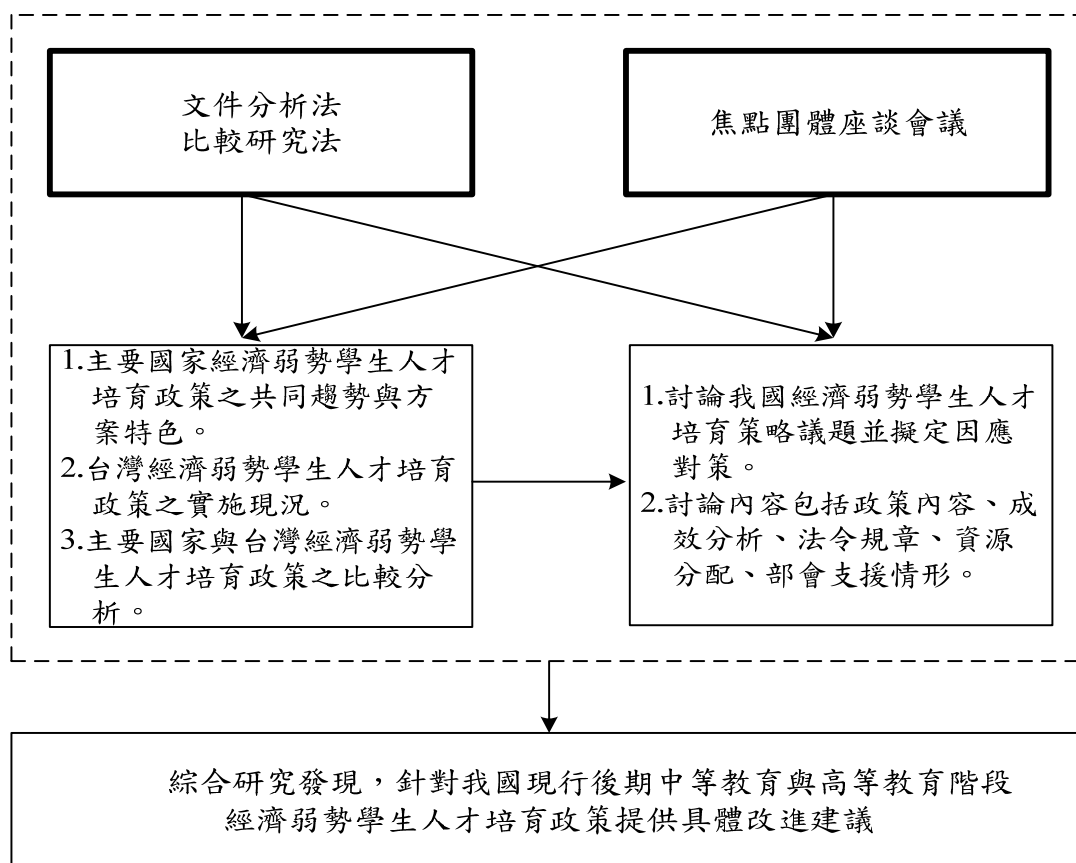 文件分析法
比較研究法
焦點團體座談會議
1.主要國家經濟弱勢學生人才
培育政策之共同趨勢與方
案特色。
2.台灣經濟弱勢學生人才培育
政策之實施現況。
3.主要國家與台灣經濟弱勢學
生人才培育政策之比較分
析。
1.討論我國經濟弱勢學生人才
培育策略議題並擬定因應
對策。
2.討論內容包括政策內容、成
效分析、法令規章、資源
分配、部會支援情形。
綜合研究發現，針對我國現行後期中等教育與高等教育階段
經濟弱勢學生人才培育政策提供具體改進建議